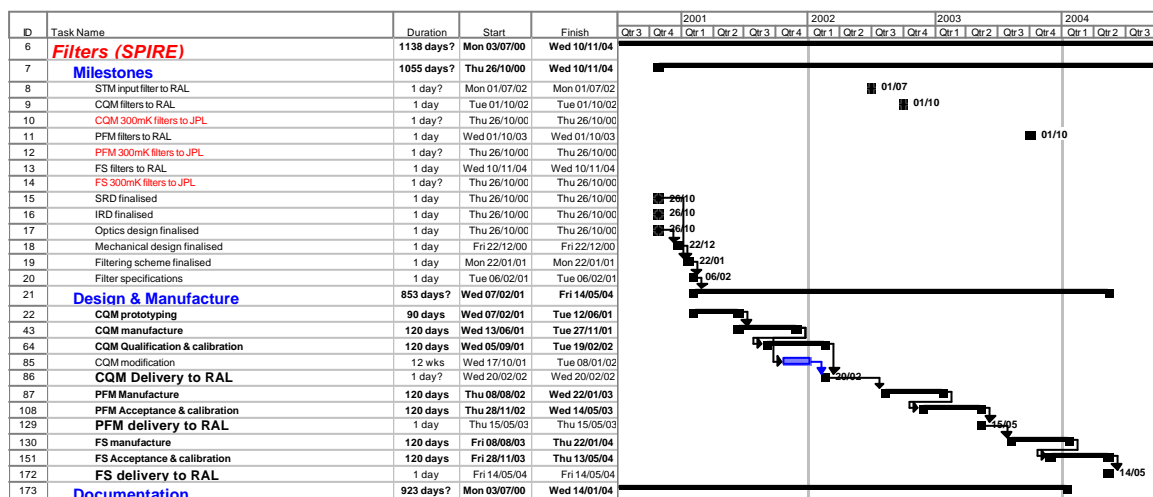 2001 2002 2003 2004
ID Task Name Duration Start Finish Qtr 3 Qtr 4 Qtr 1 Qtr 2 Qtr 3 Qtr 4 Qtr 1 Qtr 2 Qtr 3 Qtr 4 Qtr 1 Qtr 2 Qtr 3 Qtr 4 Qtr 1 Qtr 2 Qtr 3
6 Filters (SPIRE) 1138 days? Mon 03/07/00 Wed 10/11/04
7 Milestones 1055 days? Thu 26/10/00 Wed 10/11/04
8 STM input filter to RAL 1 day? Mon 01/07/02 Mon 01/07/02 01/07
9 CQM filters to RAL 1 day Tue 01/10/02 Tue 01/10/02 01/10
10 CQM 300mK filters to JPL 1 day? Thu 26/10/00 Thu 26/10/00
11 PFM filters to RAL 1 day Wed 01/10/03 Wed 01/10/03 01/10
12 PFM 300mK filters to JPL 1 day? Thu 26/10/00 Thu 26/10/00
13 FS filters to RAL 1 day Wed 10/11/04 Wed 10/11/04
14 FS 300mK filters to JPL 1 day? Thu 26/10/00 Thu 26/10/00
15 SRD finalised 1 day Thu 26/10/00 Thu 26/10/00 26/10
16 IRD finalised 1 day Thu 26/10/00 Thu 26/10/00 26/10
17 Optics design finalised 1 day Thu 26/10/00 Thu 26/10/00 26/10
18 Mechanical design finalised 1 day Fri 22/12/00 Fri 22/12/00 22/12
19 Filtering scheme finalised 1 day Mon 22/01/01 Mon 22/01/01 22/01
20 Filter specifications 1 day Tue 06/02/01 Tue 06/02/01 06/02
21 Design & Manufacture 853 days? Wed 07/02/01 Fri 14/05/04
22 CQM prototyping 90 days Wed 07/02/01 Tue 12/06/01
43 CQM manufacture 120 days Wed 13/06/01 Tue 27/11/01
64 CQM Qualification & calibration 120 days Wed 05/09/01 Tue 19/02/02
85 CQM modification 12 wks Wed 17/10/01 Tue 08/01/02
86 CQM Delivery to RAL 1 day? Wed 20/02/02 Wed 20/02/02 20/02
87 PFM Manufacture 120 days Thu 08/08/02 Wed 22/01/03
108 PFM Acceptance & calibration 120 days Thu 28/11/02 Wed 14/05/03
129 PFM delivery to RAL 1 day Thu 15/05/03 Thu 15/05/03 15/05
130 FS manufacture 120 days Fri 08/08/03 Thu 22/01/04
151 FS Acceptance & calibration 120 days Fri 28/11/03 Thu 13/05/04
172 FS delivery to RAL 1 day Fri 14/05/04 Fri 14/05/04 14/05
173 Documentation 923 days? Mon 03/07/00 Wed 14/01/04